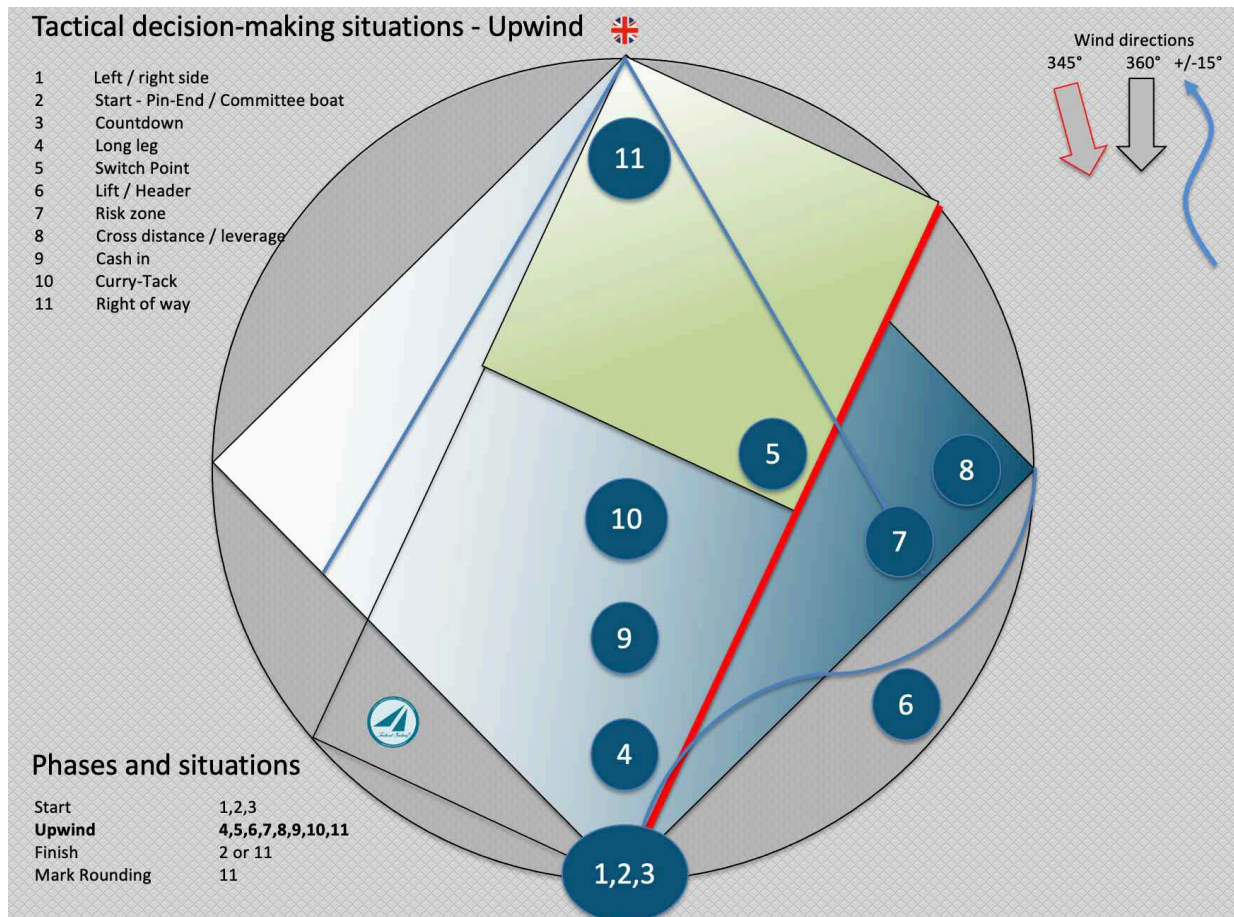 Tactical decision-making situations - Upwind
1 Left / right side
2 Start - Pin-End / Committee boat
3 Countdown
4 Long leg
5 Switch Point
6 Lift / Header
7 Risk zone
8 Cross distance / leverage
9 Cash in
10 Curry-Tack
11 Right of way
Wind directions
345° 360° +/-15°
11
5
8
10
7
9
6
4
1,2,3
Phases and situations
Start 1,2,3
Upwind 4,5,6,7,8,9,10,11
Finish 2 or 11
Mark Rounding 11